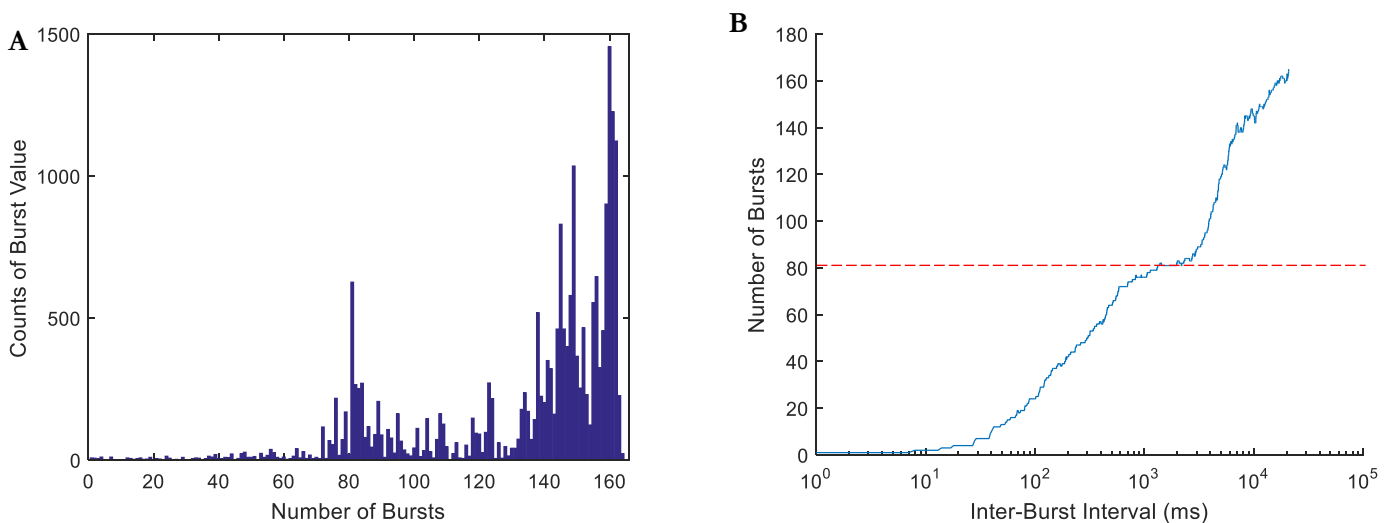 A
1500
1000
500
0
Counts of Burst Value
0 20 40 60 80 100 120 140 160
Number of Bursts
B
180
160
140
120
100
80
60
40
20
0
Number of Bursts
10^0 10^1 10^2 10^3 10^4 10^5
Inter-Burst Interval (ms)